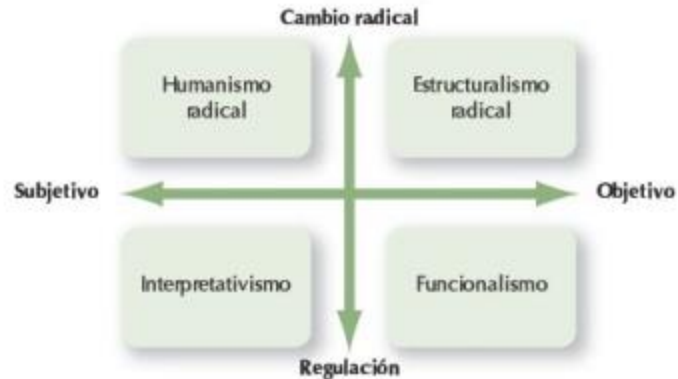 Cambio radical
Humanismo
radical
Estructuralismo
radical
Subjetivo
Objetivo
Interpretativismo
Funcionalismo
Regulación